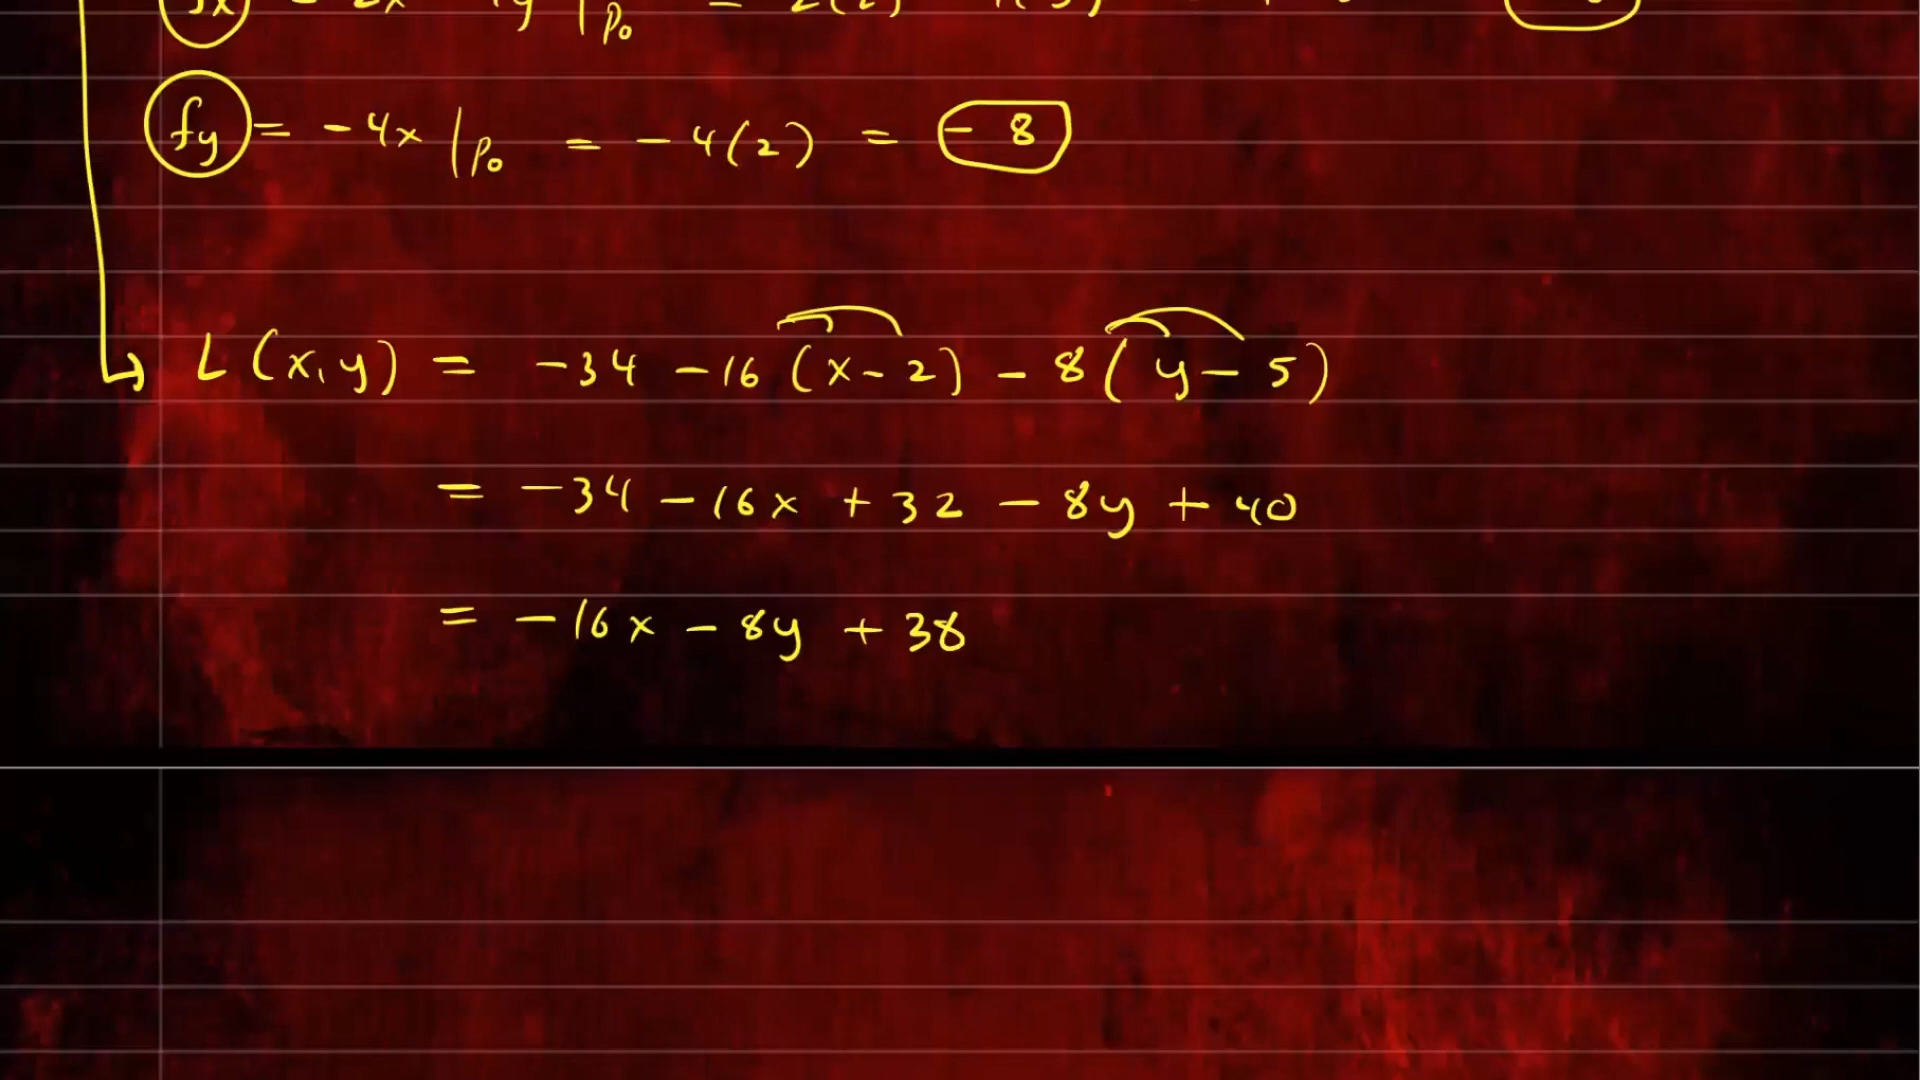 fy = -4x |P₀ = -4(2) = -8
L(x,y) = -34 -16(x-2) -8(y-5)
= -34 -16x +32 -8y +40
= -16x -8y +38